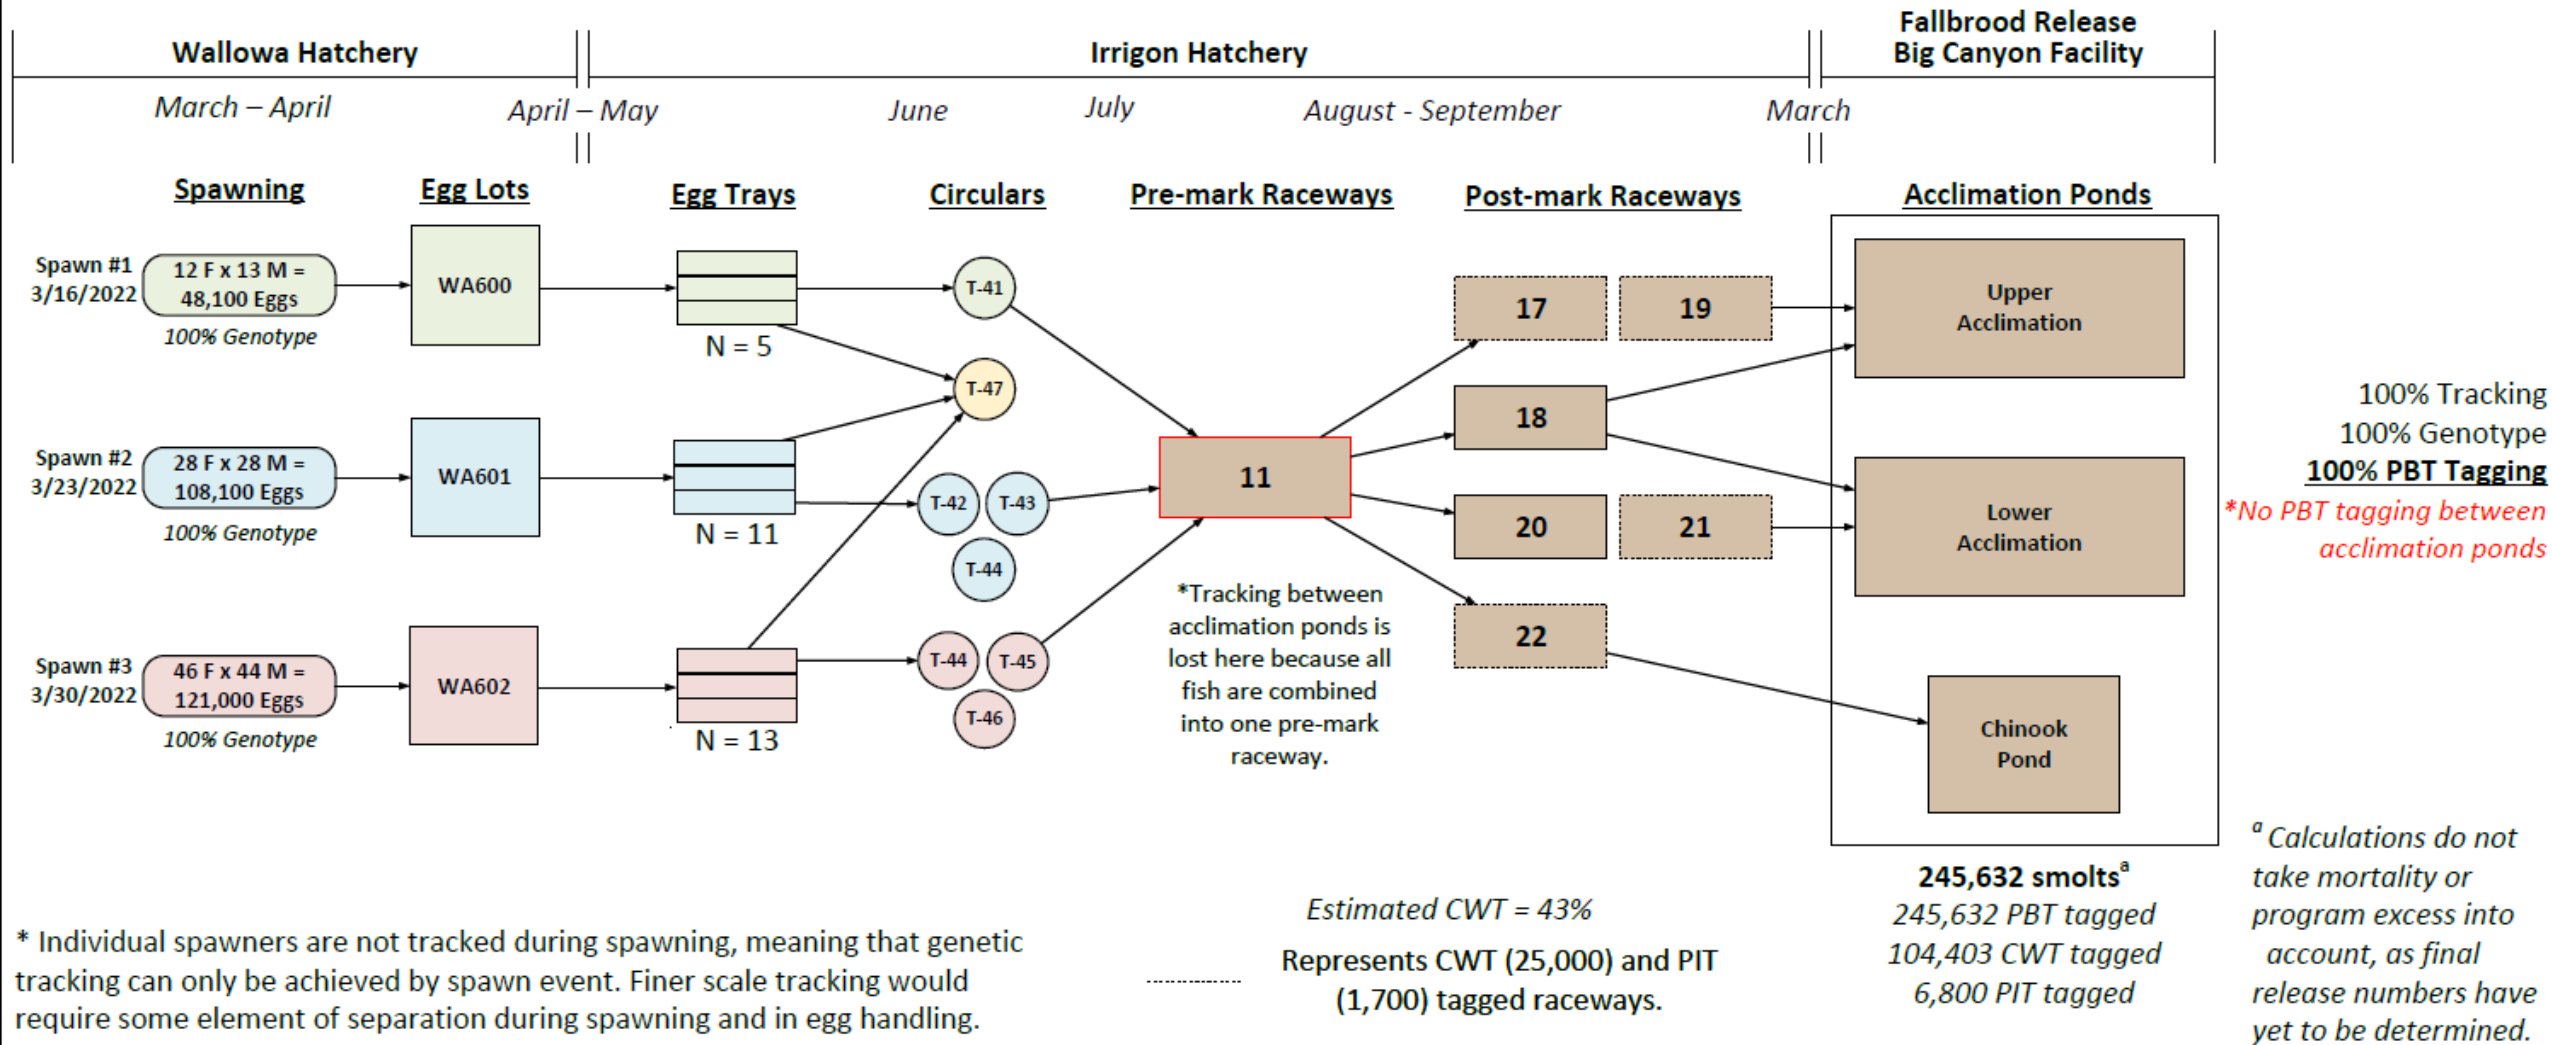 Wallowa Hatchery
Irrigon Hatchery
Fallbrood Release
Big Canyon Facility
March – April
April – May
June
July
August - September
March
Spawning
Egg Lots
Egg Trays
Circulars
Pre-mark Raceways
Post-mark Raceways
Acclimation Ponds
Spawn #1
3/16/2022
12 F x 13 M =
48,100 Eggs
100% Genotype
WA600
N = 5
T-41
T-47
Spawn #2
3/23/2022
28 F x 28 M =
108,100 Eggs
100% Genotype
WA601
N = 11
T-42
T-43
T-44
Spawn #3
3/30/2022
46 F x 44 M =
121,000 Eggs
100% Genotype
WA602
N = 13
T-44
T-45
T-46
11
*Tracking between
acclimation ponds is
lost here because all
fish are combined
into one pre-mark
raceway.
17
19
18
20
21
22
Upper
Acclimation
Lower
Acclimation
Chinook
Pond
100% Tracking
100% Genotype
100% PBT Tagging
*No PBT tagging between
acclimation ponds
* Individual spawners are not tracked during spawning, meaning that genetic
tracking can only be achieved by spawn event. Finer scale tracking would
require some element of separation during spawning and in egg handling.
Estimated CWT = 43%
Represents CWT (25,000) and PIT
(1,700) tagged raceways.
245,632 smoltsª
245,632 PBT tagged
104,403 CWT tagged
6,800 PIT tagged
ª Calculations do not
take mortality or
program excess into
account, as final
release numbers have
yet to be determined.